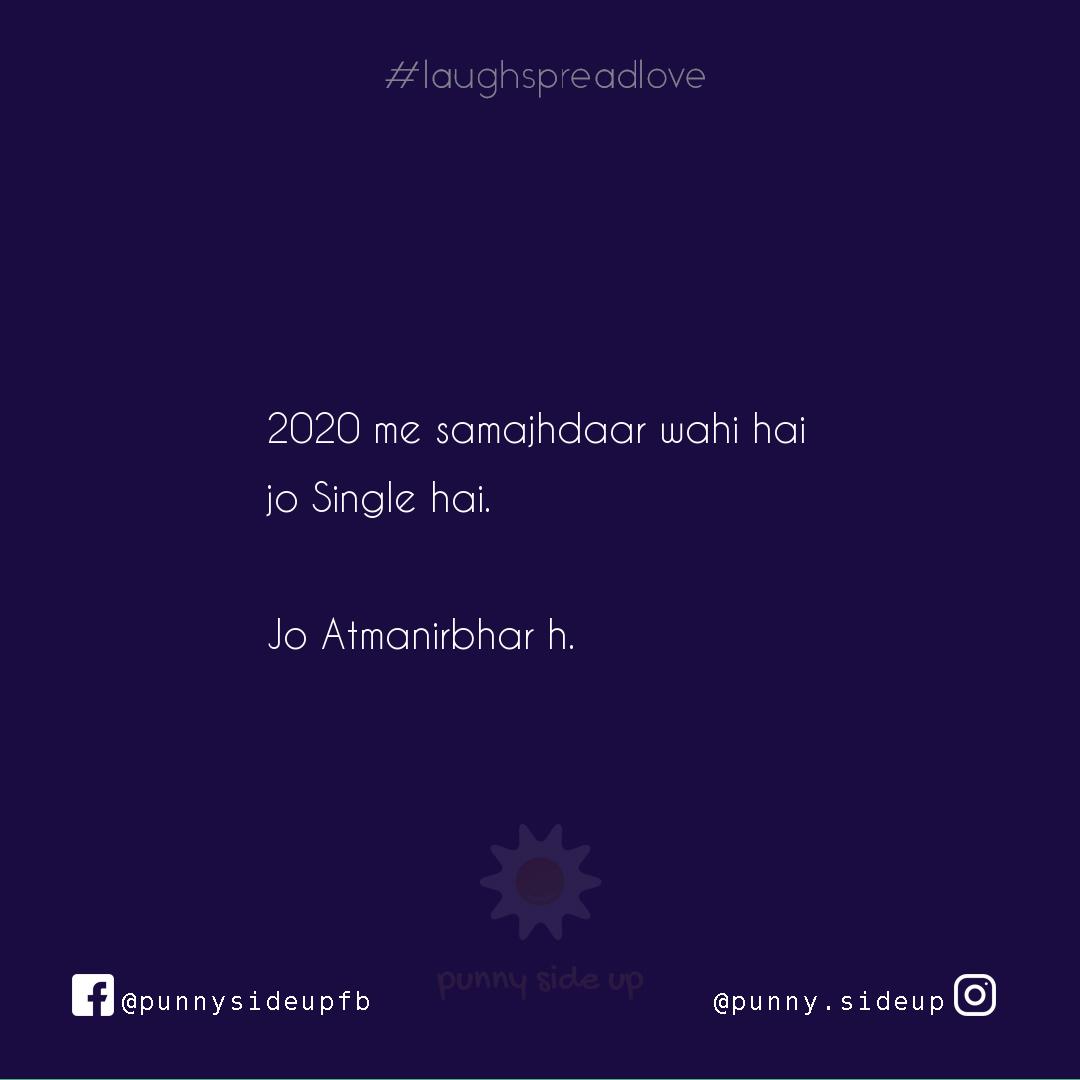 #laughspreadlove
2020 me samajhdaar wahi hai
jo Single hai.
Jo Atmanirbhar h.
punny side up
@punnysideupfb
@punny.sideup